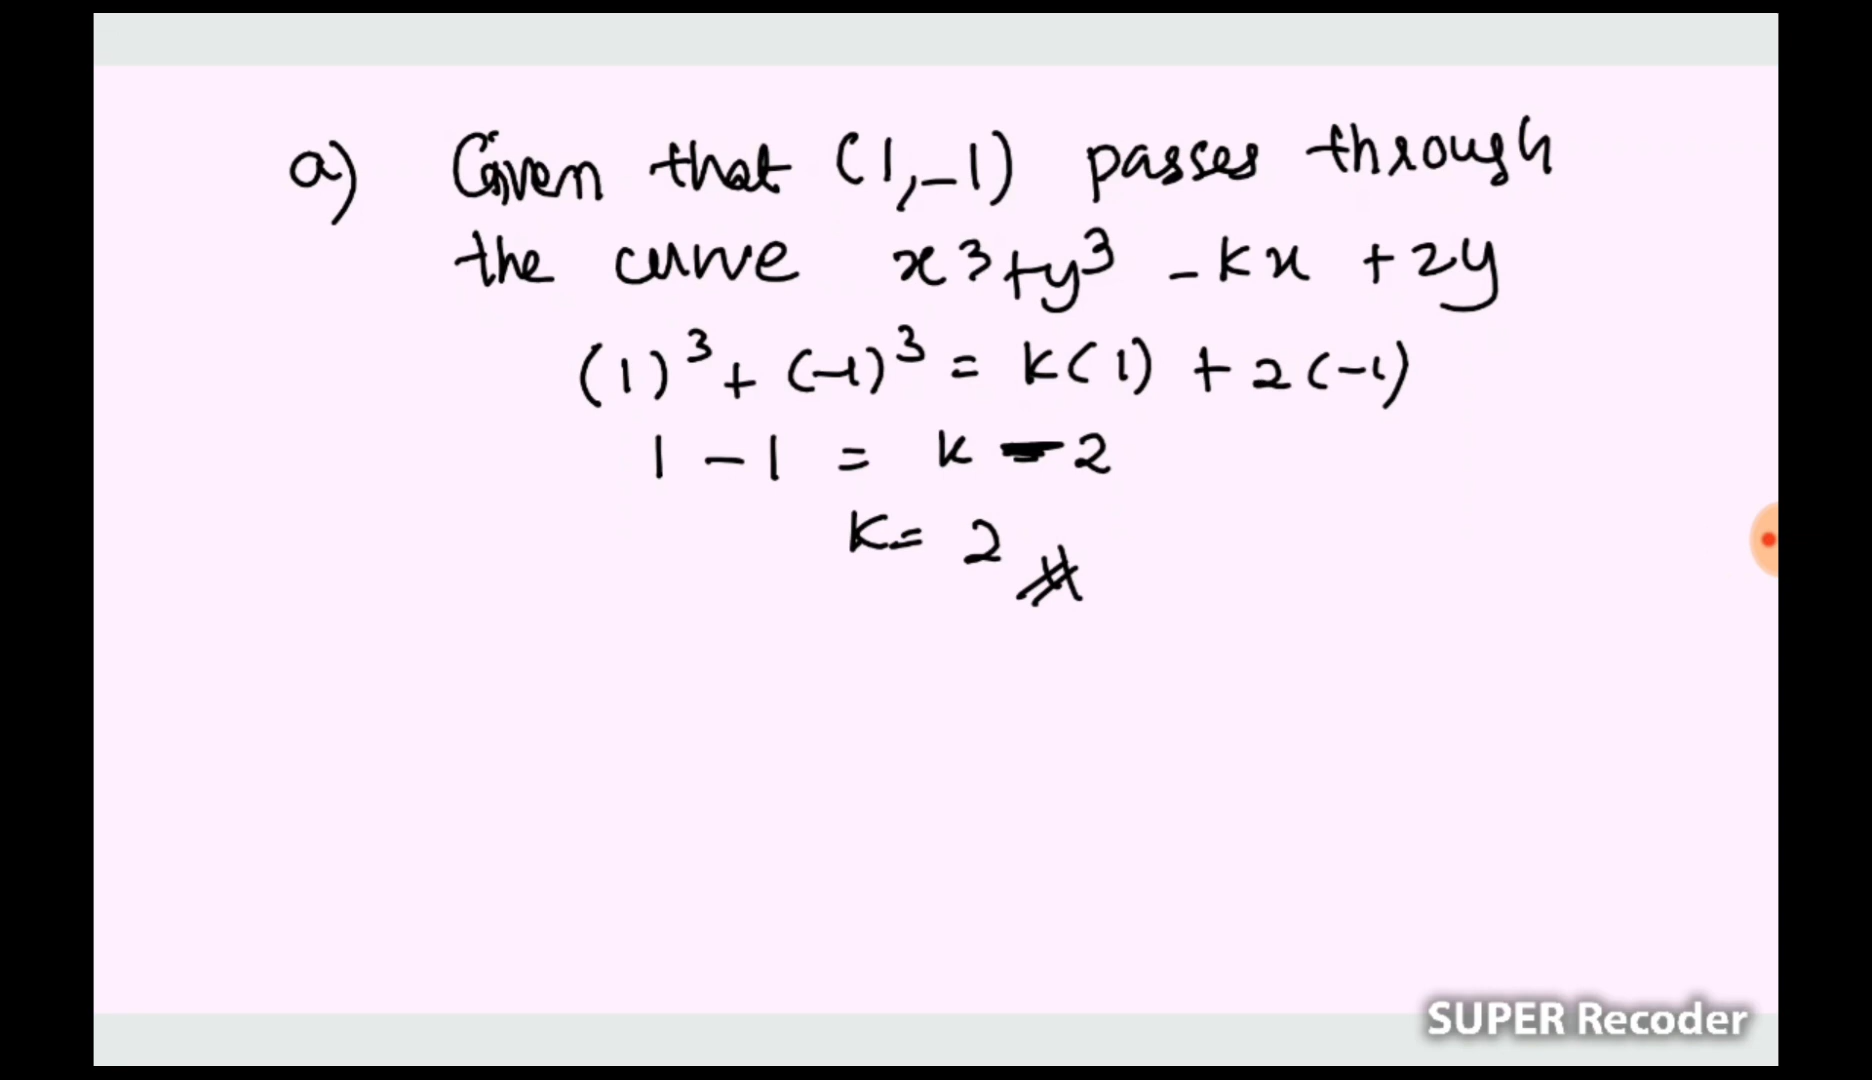 a) Given that (1,-1) passes through
the curve x³+y³ - kx + 2y
(1)³ + (-1)³ = k(1) + 2(-1)
1 - 1 = k - 2
k = 2
SUPER Recoder